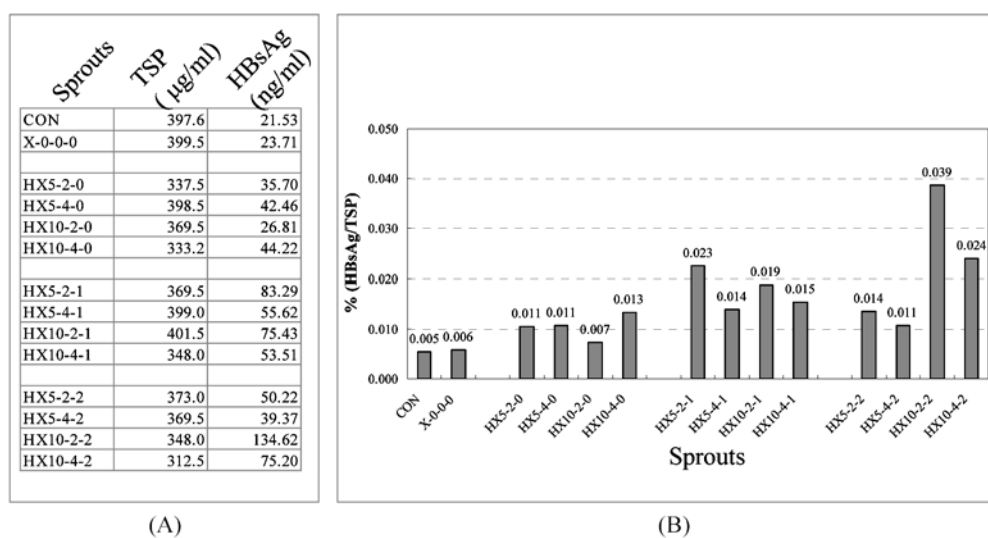 Sprouts TSP (μg/ml) HBsAg (ng/ml)
CON 397.6 21.53
X-0-0-0 399.5 23.71
HX5-2-0 337.5 35.70
HX5-4-0 398.5 42.46
HX10-2-0 369.5 26.81
HX10-4-0 333.2 44.22
HX5-2-1 369.5 83.29
HX5-4-1 399.0 55.62
HX10-2-1 401.5 75.43
HX10-4-1 348.0 53.51
HX5-2-2 373.0 50.22
HX5-4-2 369.5 39.37
HX10-2-2 348.0 134.62
HX10-4-2 312.5 75.20
(A)
% (HBsAg/TSP)
0.050
0.040
0.030
0.020
0.010
0.000
0.005 0.006 0.011 0.011 0.007 0.013 0.023 0.014 0.019 0.015 0.014 0.011 0.039 0.024
CON X-0-0-0 HX5-2-0 HX5-4-0 HX10-2-0 HX10-4-0 HX5-2-1 HX5-4-1 HX10-2-1 HX10-4-1 HX5-2-2 HX5-4-2 HX10-2-2 HX10-4-2
Sprouts
(B)